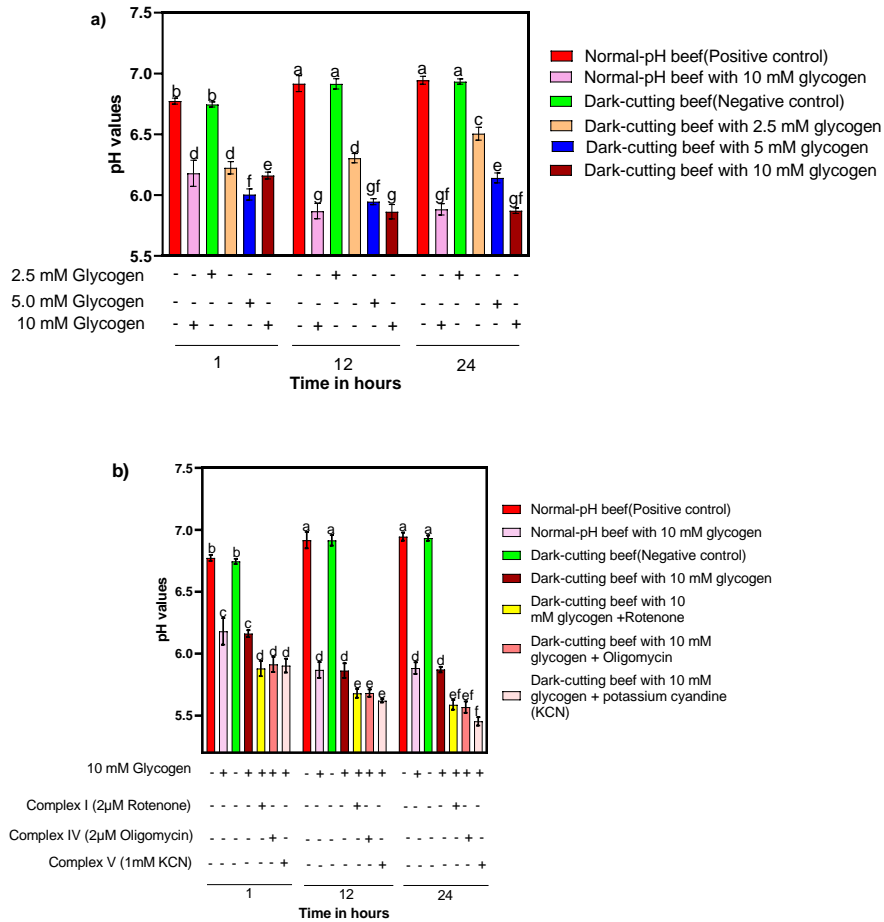 a)
7.5
7.0
6.5
6.0
5.5
pH values
b d b d f e
a g a d gf g
a gf a c e gf
Normal-pH beef(Positive control)
Normal-pH beef with 10 mM glycogen
Dark-cutting beef(Negative control)
Dark-cutting beef with 2.5 mM glycogen
Dark-cutting beef with 5 mM glycogen
Dark-cutting beef with 10 mM glycogen
2.5 mM Glycogen - - + - - - - - + - - - - - + - - -
5.0 mM Glycogen - - - - + - - - - - + - - - - - + -
10 mM Glycogen - + - - - + - + - - - + - + - - - +
1 12 24
Time in hours
b)
7.5
7.0
6.5
6.0
5.5
pH values
b c b c d d d
a d a d e e e
a d a d ef ef f
Normal-pH beef(Positive control)
Normal-pH beef with 10 mM glycogen
Dark-cutting beef(Negative control)
Dark-cutting beef with 10 mM glycogen
Dark-cutting beef with 10
mM glycogen +Rotenone
Dark-cutting beef with 10 mM
glycogen + Oligomycin
Dark-cutting beef with 10 mM
glycogen + potassium cyandine
(KCN)
10 mM Glycogen - + - + + + + - + - + + + + - + - + + + +
Complex I (2µM Rotenone) - - - - + - - - - - - + - - - - - - + - -
Complex IV (2µM Oligomycin) - - - - - + - - - - - - + - - - - - - + -
Complex V (1mM KCN) - - - - - - + - - - - - - + - - - - - - +
1 12 24
Time in hours